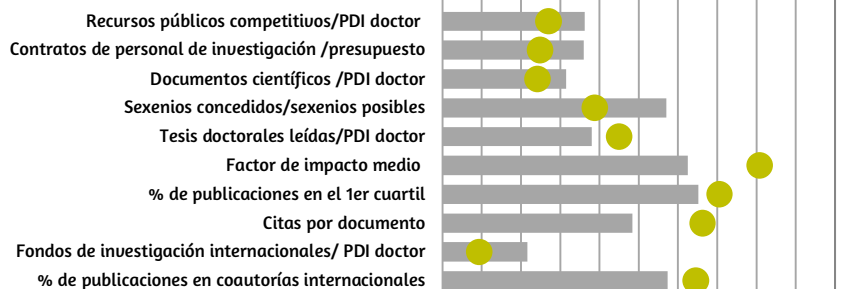 Recursos públicos competitivos/PDI doctor
Contratos de personal de investigación /presupuesto
Documentos científicos /PDI doctor
Sexenios concedidos/sexenios posibles
Tesis doctorales leídas/PDI doctor
Factor de impacto medio
% de publicaciones en el 1er cuartil
Citas por documento
Fondos de investigación internacionales/ PDI doctor
% de publicaciones en coautorías internacionales